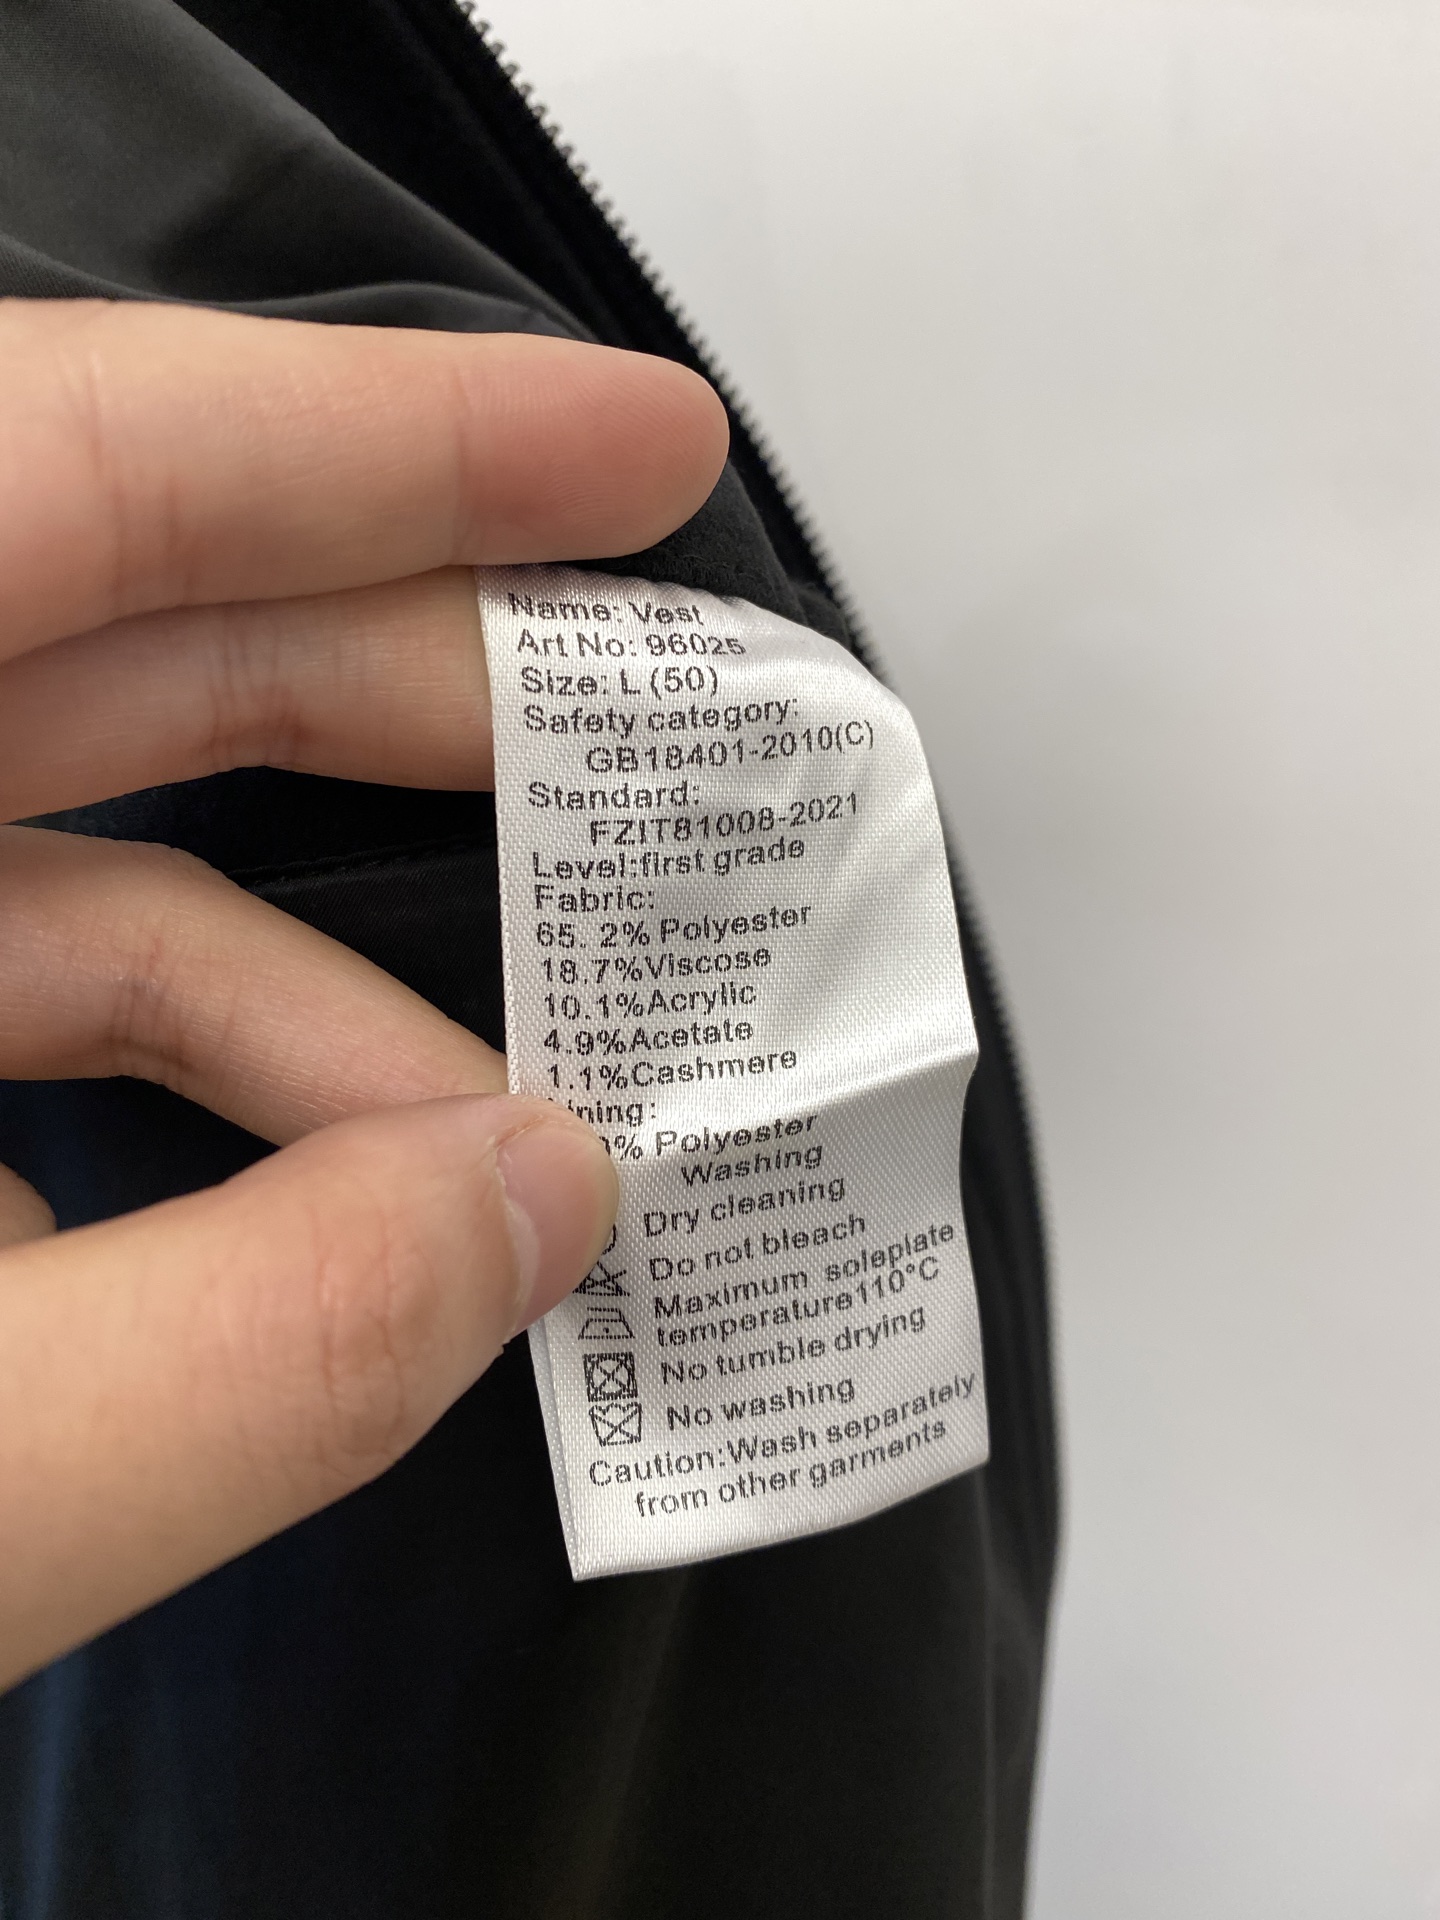 Name: Vest
Art No: 96025
Size: L (50)
Safety category:
GB18401-2010(C)
Standard:
FZIT81008-2021
Level:first grade
Fabric:
65. 2% Polyester
18.7%Viscose
10.1%Acrylic
4.9%Acetate
1.1%Cashmere
ining:
0% Polyester
Washing
Dry cleaning
Do not bleach
Maximum soleplate
temperature110°C
No tumble drying
No washing
Caution:Wash separately
from other garments